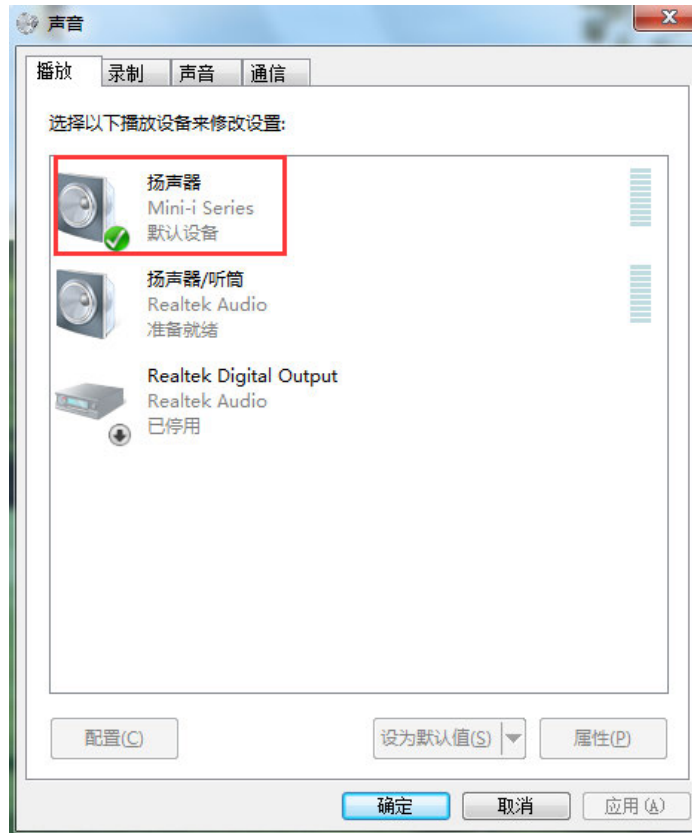 声音
播放 录制 声音 通信
选择以下播放设备来修改设置:
扬声器
Mini-i Series
默认设备
扬声器/听筒
Realtek Audio
准备就绪
Realtek Digital Output
Realtek Audio
已停用
配置(C) 设为默认值(S) 属性(P)
确定 取消 应用(A)